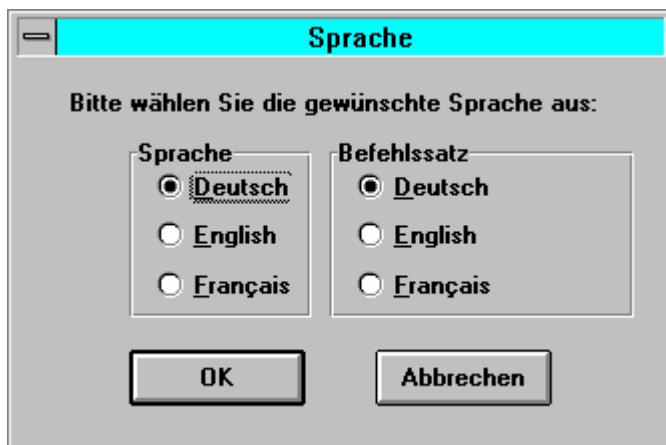 Sprache
Bitte wählen Sie die gewünschte Sprache aus:
Sprache
Deutsch
English
Français
Befehlssatz
Deutsch
English
Français
OK
Abbrechen